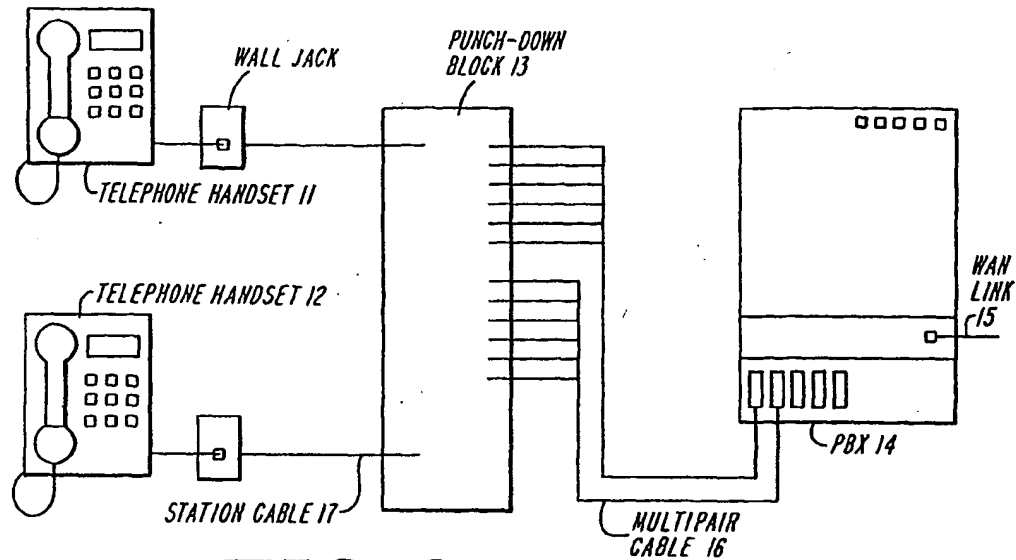 WALL JACK
PUNCH-DOWN
BLOCK 13
TELEPHONE HANDSET 11
TELEPHONE HANDSET 12
WAN
LINK
15
PBX 14
STATION CABLE 17
MULTIPAIR
CABLE 16